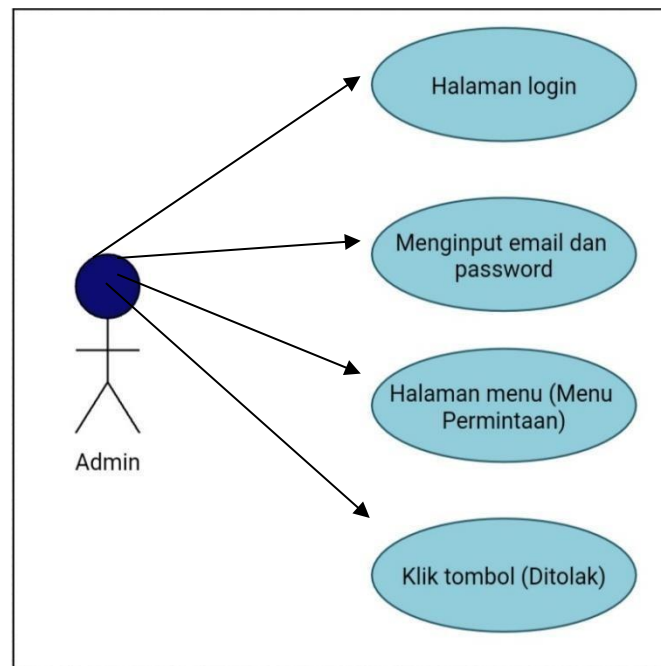 Halaman login
Menginput email dan
password
Halaman menu (Menu
Permintaan)
Admin
Klik tombol (Ditolak)